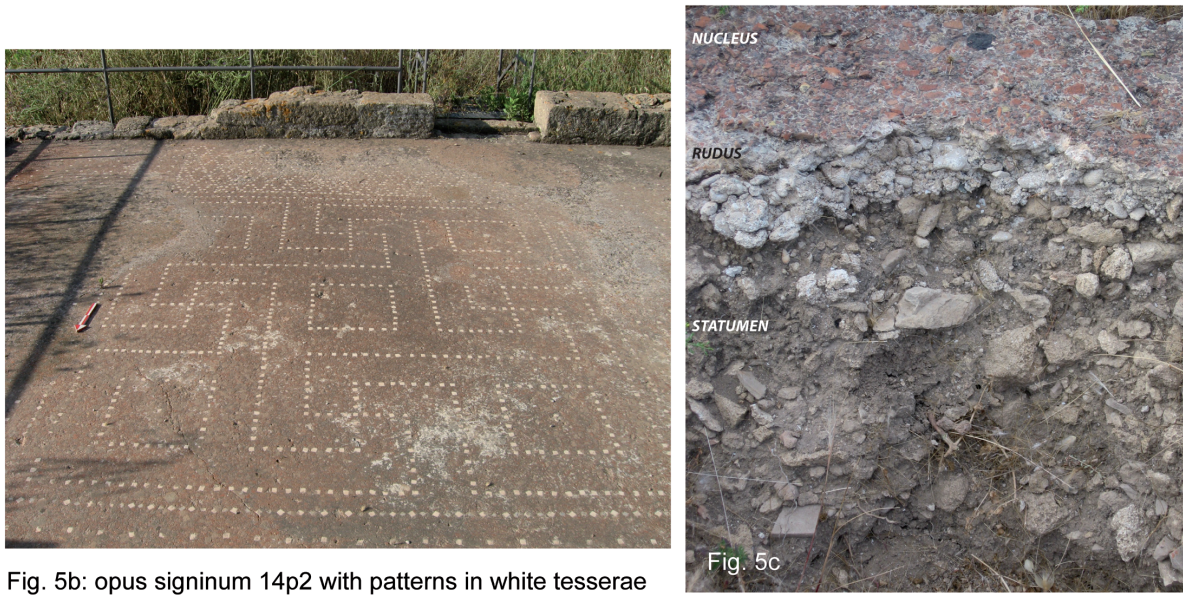 NUCLEUS
RUDUS
STATUMEN
Fig. 5c
Fig. 5b: opus signinum 14p2 with patterns in white tesserae